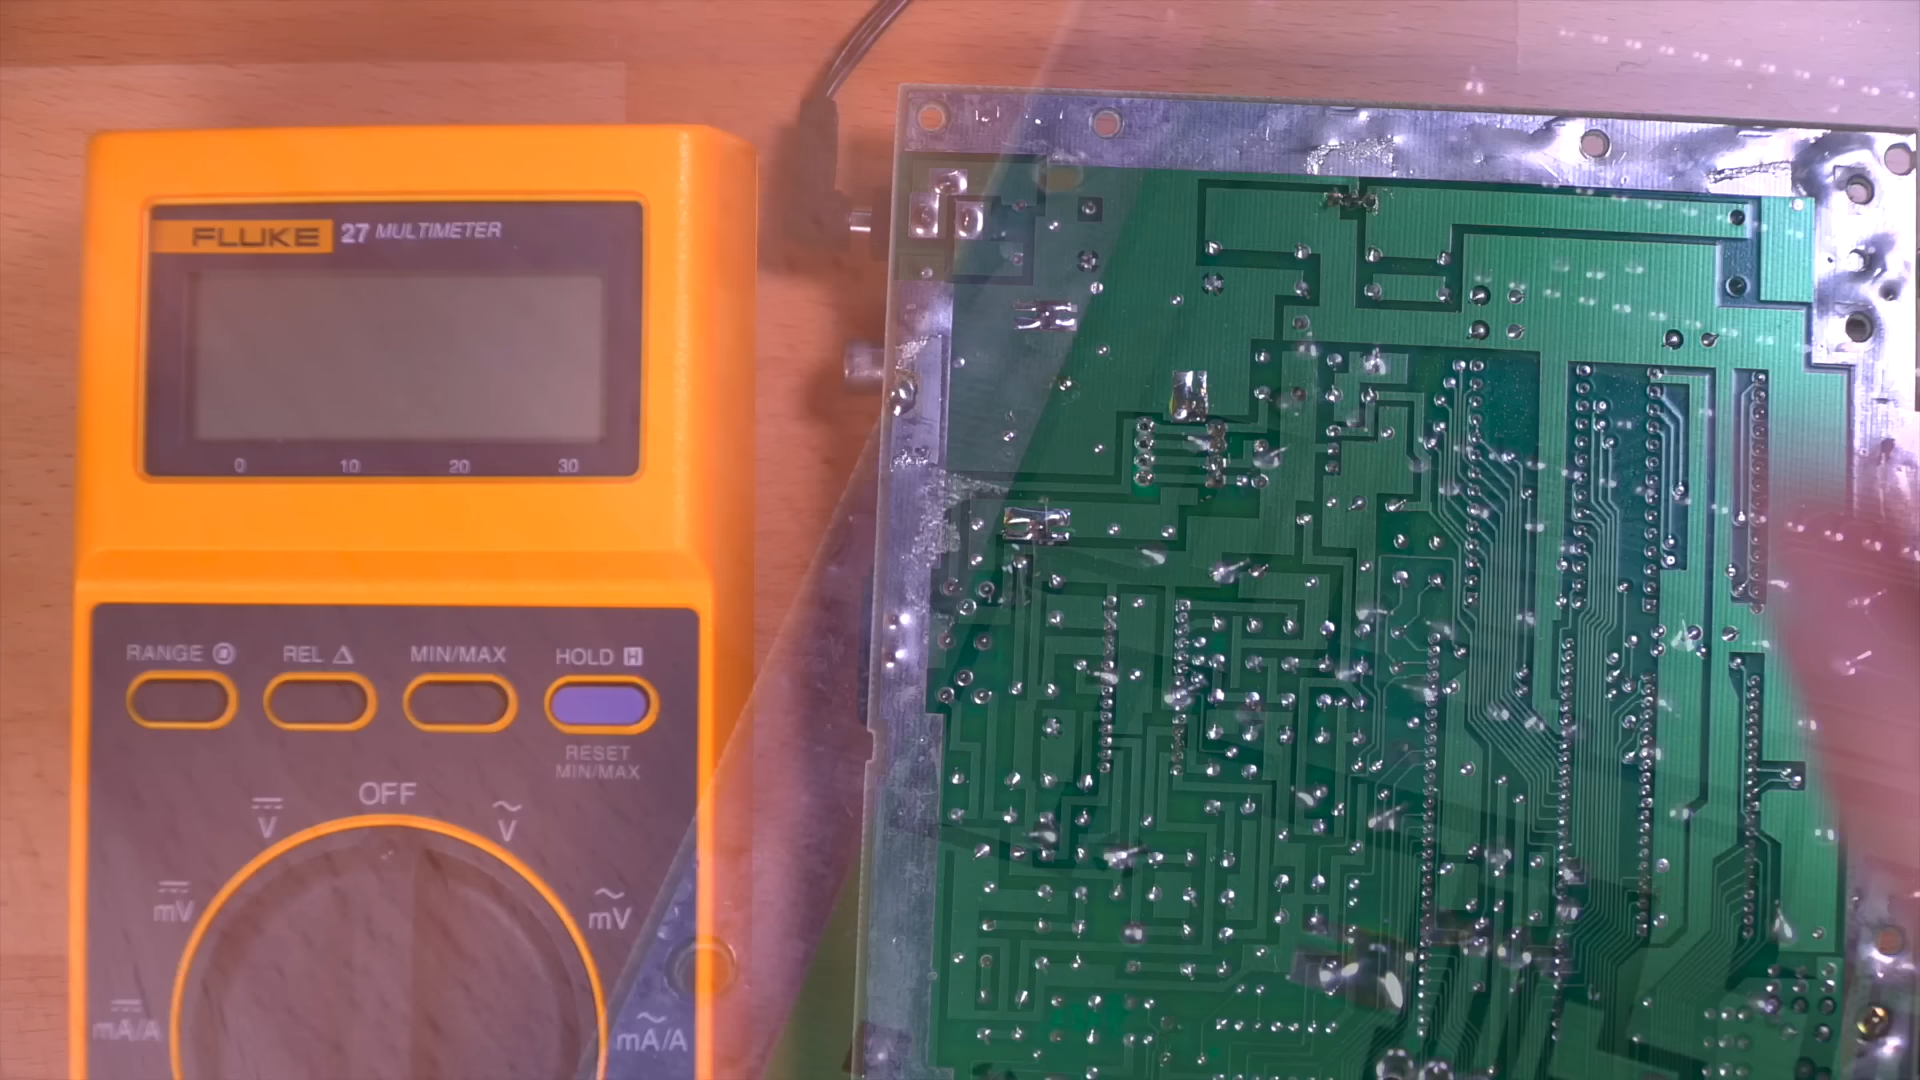 FLUKE 27 MULTIMETER
0 10 20 30
RANGE REL △ MIN/MAX HOLD H
RESET
MIN/MAX
OFF
V
V
mV
mV
mA/A
mA/A